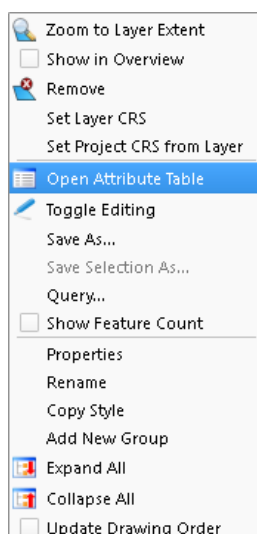 Zoom to Layer Extent
Show in Overview
Remove
Set Layer CRS
Set Project CRS from Layer
Open Attribute Table
Toggle Editing
Save As...
Save Selection As...
Query...
Show Feature Count
Properties
Rename
Copy Style
Add New Group
Expand All
Collapse All
Update Drawing Order